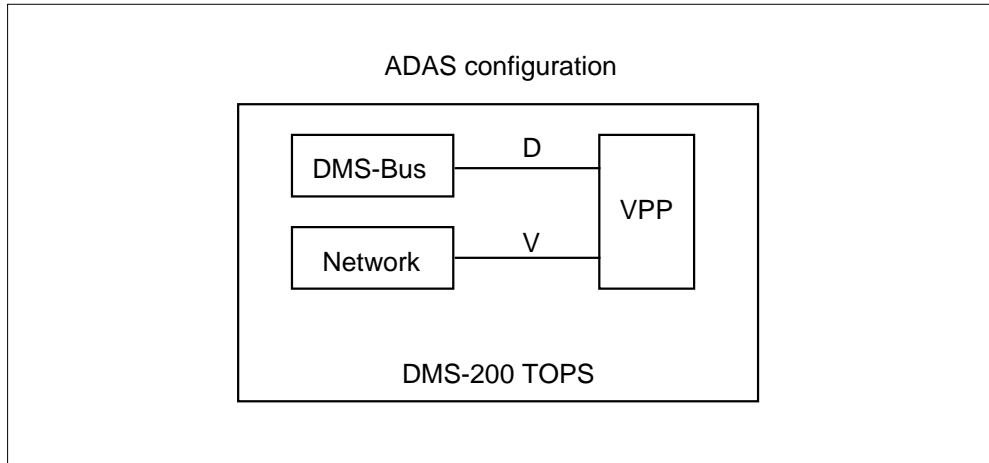 ADAS configuration
DMS-Bus
D
VPP
Network
V
DMS-200 TOPS